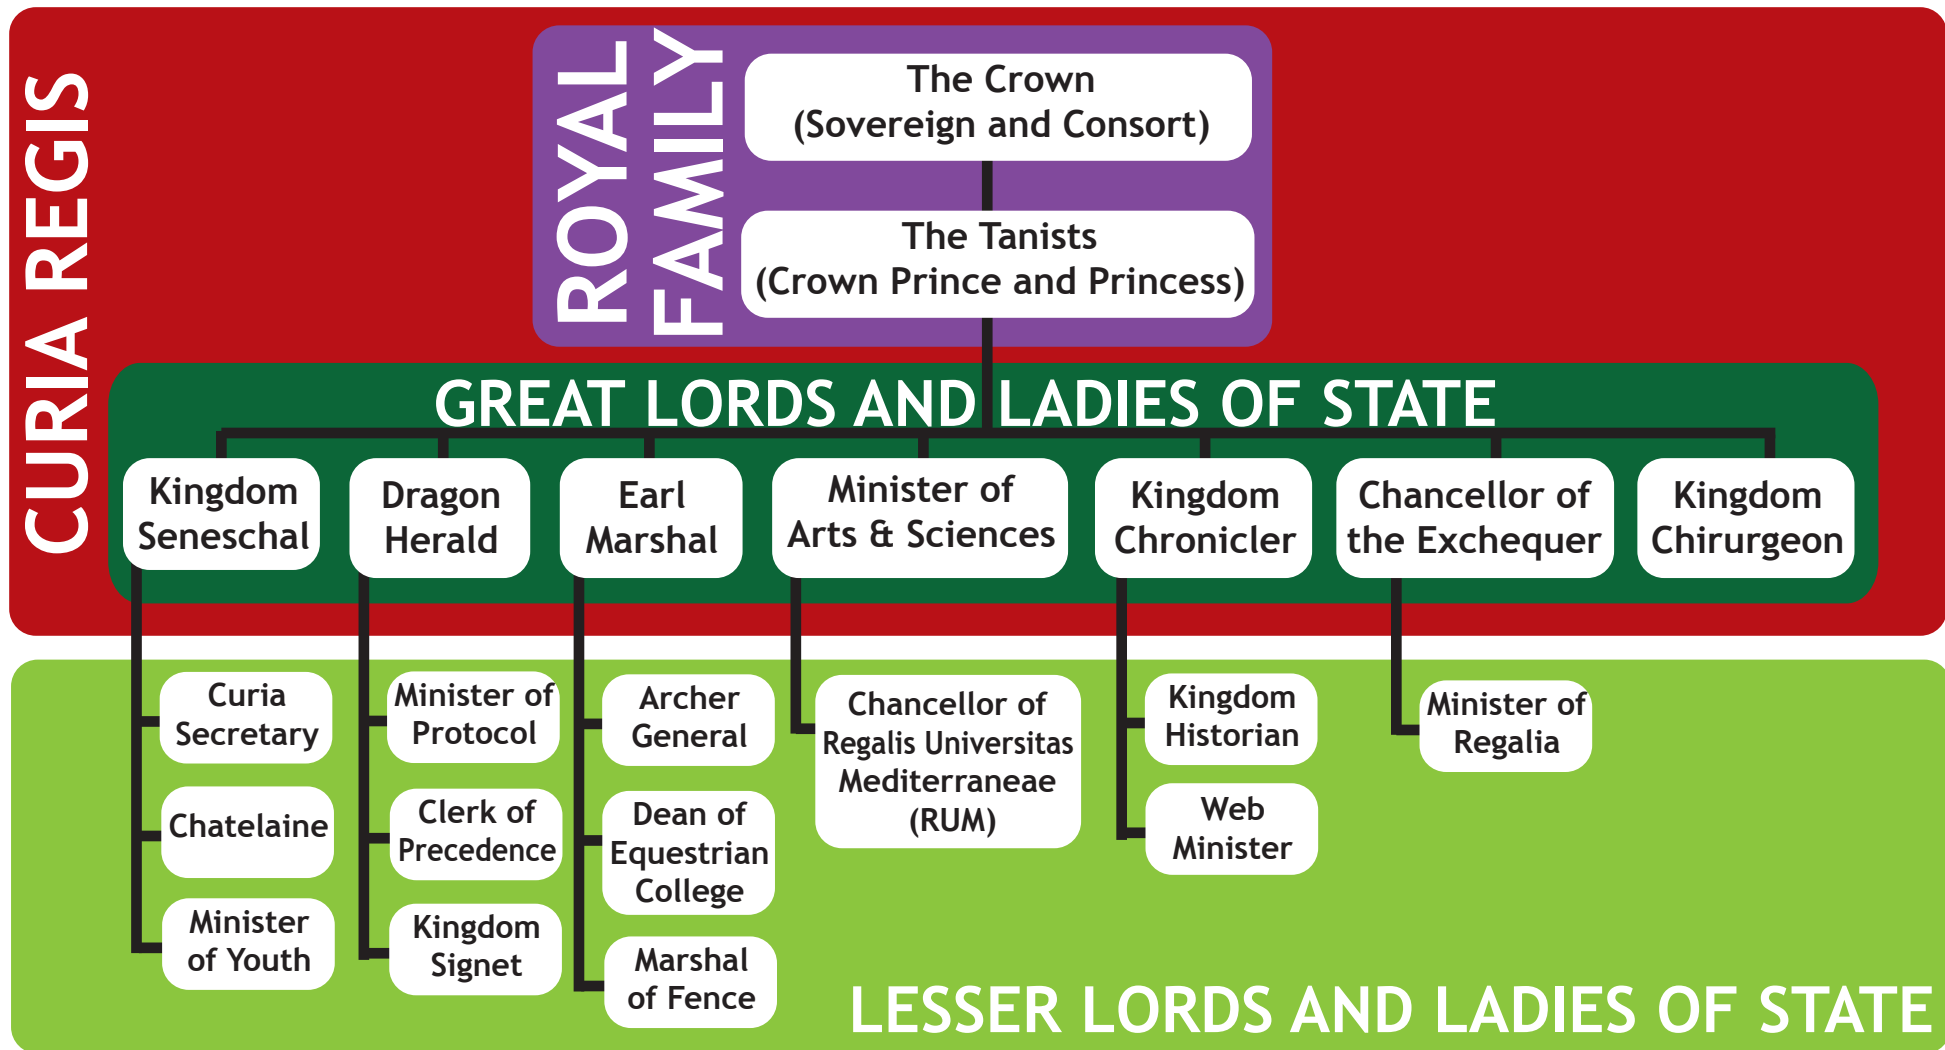 CURIA REGIS
ROYAL
FAMILY
The Crown
(Sovereign and Consort)
The Tanists
(Crown Prince and Princess)
GREAT LORDS AND LADIES OF STATE
Kingdom
Seneschal
Dragon
Herald
Earl
Marshal
Minister of
Arts & Sciences
Kingdom
Chronicler
Chancellor of
the Exchequer
Kingdom
Chirurgeon
Curia
Secretary
Chatelaine
Minister
of Youth
Minister of
Protocol
Clerk of
Precedence
Kingdom
Signet
Archer
General
Dean of
Equestrian
College
Marshal
of Fence
Chancellor of
Regalis Universitas
Mediterraneae
(RUM)
Kingdom
Historian
Web
Minister
Minister of
Regalia
LESSER LORDS AND LADIES OF STATE